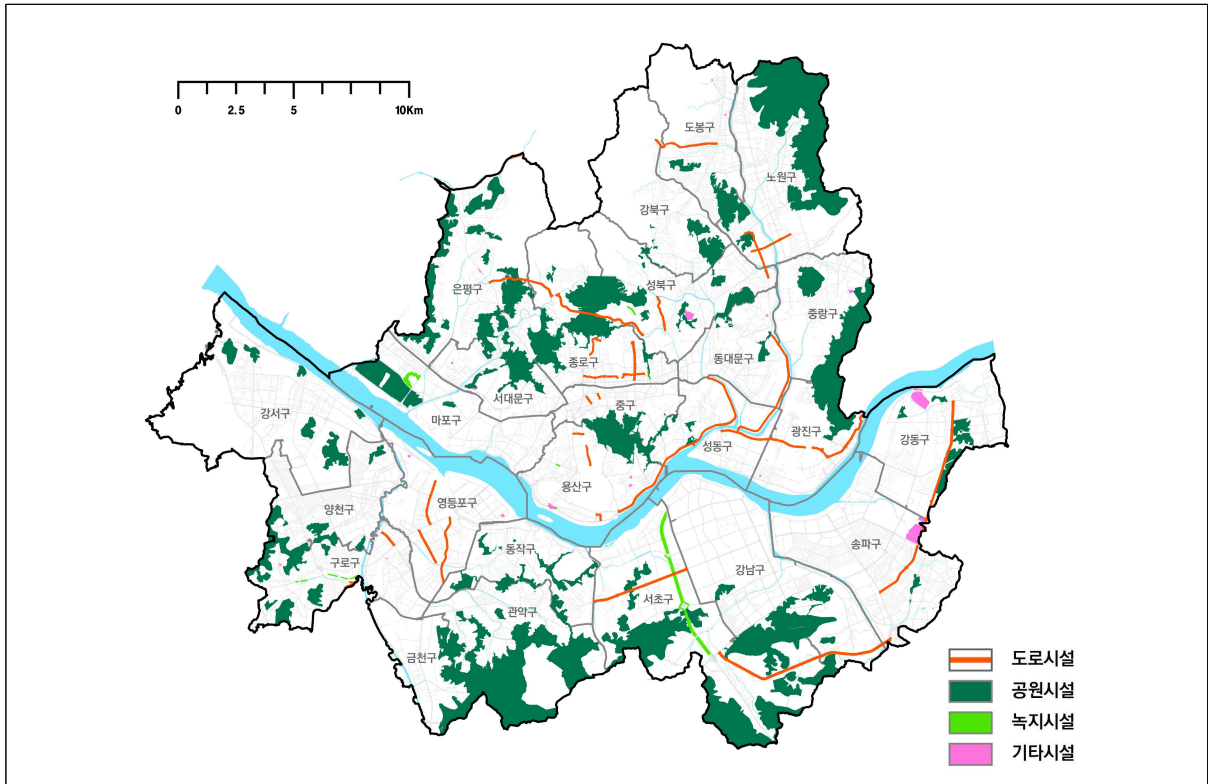 0 2.5 5 10Km
도봉구
노원구
강북구
은평구
성북구
중랑구
종로구
동대문구
서대문구
중구
강서구
마포구
성동구
광진구
강동구
용산구
영등포구
양천구
송파구
동작구
구로구
강남구
서초구
관악구
금천구
도로시설
공원시설
녹지시설
기타시설